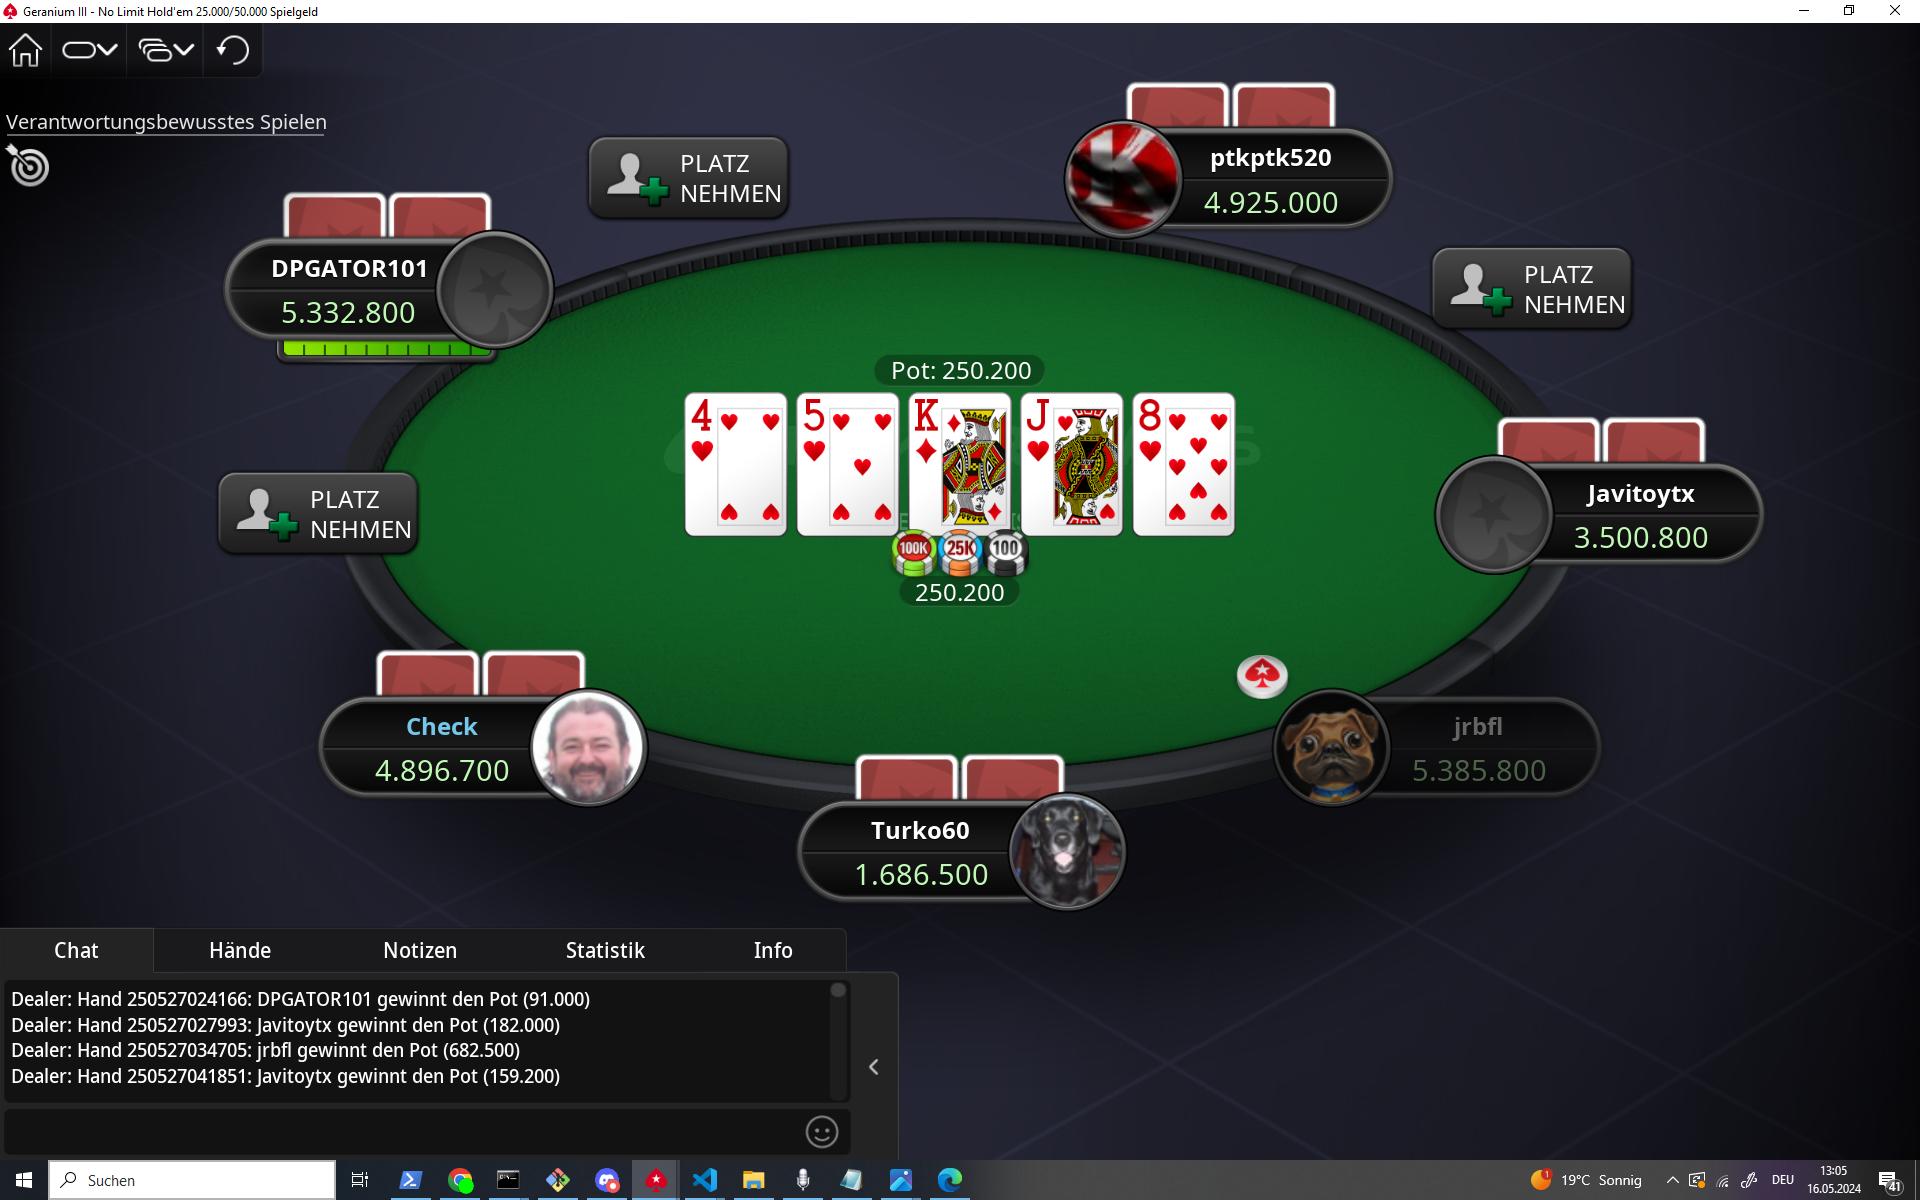 Geranium III - No Limit Hold'em 25.000/50.000 Spielgeld
Verantwortungsbewusstes Spielen
PLATZ
NEHMEN
ptkptk520
4.925.000
DPGATOR101
5.332.800
PLATZ
NEHMEN
Pot: 250.200
4
5
K
J
8
PLATZ
NEHMEN
Javitoytx
3.500.800
100K
25K
100
250.200
Check
4.896.700
jrbfl
5.385.800
Turko60
1.686.500
Chat
Hände
Notizen
Statistik
Info
Dealer: Hand 250527024166: DPGATOR101 gewinnt den Pot (91.000)
Dealer: Hand 250527027993: Javitoytx gewinnt den Pot (182.000)
Dealer: Hand 250527034705: jrbfl gewinnt den Pot (682.500)
Dealer: Hand 250527041851: Javitoytx gewinnt den Pot (159.200)
Suchen
1
19°C Sonnig
DEU
13:05
16.05.2024
41